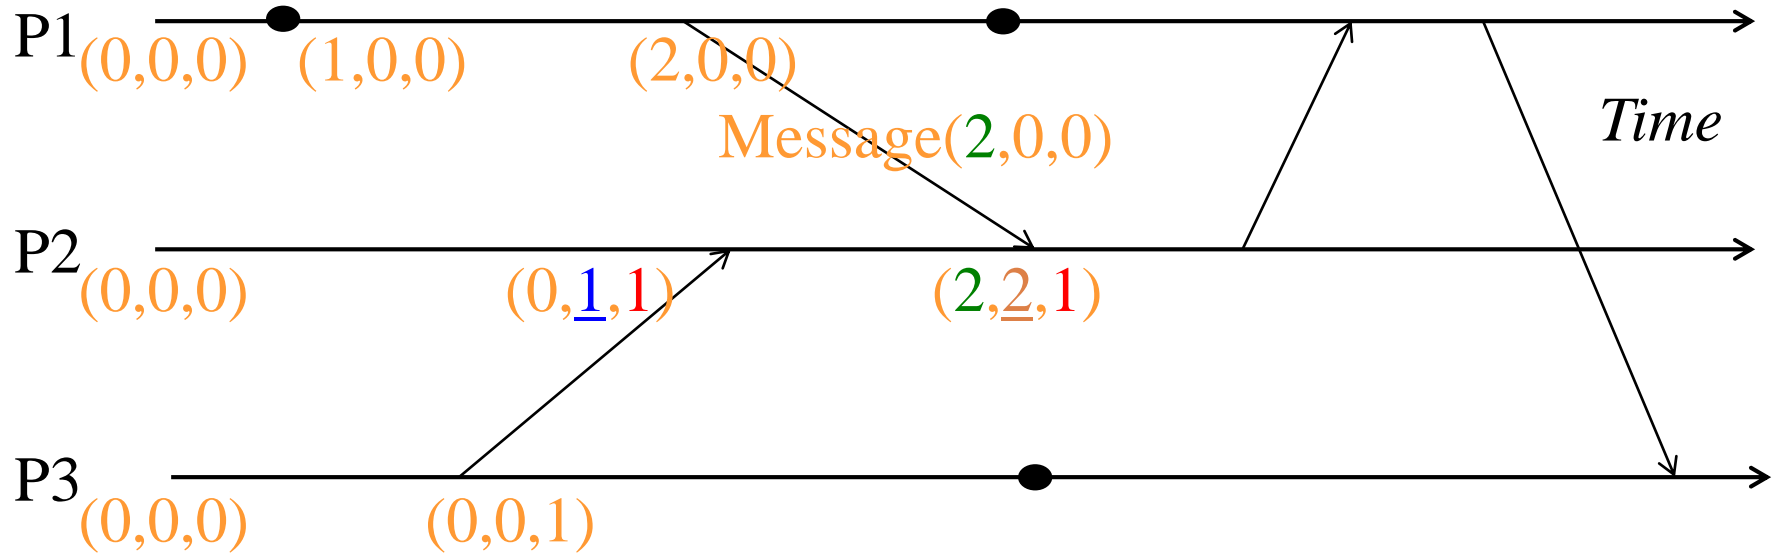 P1
(0,0,0) (1,0,0) (2,0,0)
Time
Message(2,0,0)
P2
(0,0,0) (0,1,1) (2,2,1)
P3
(0,0,0) (0,0,1)